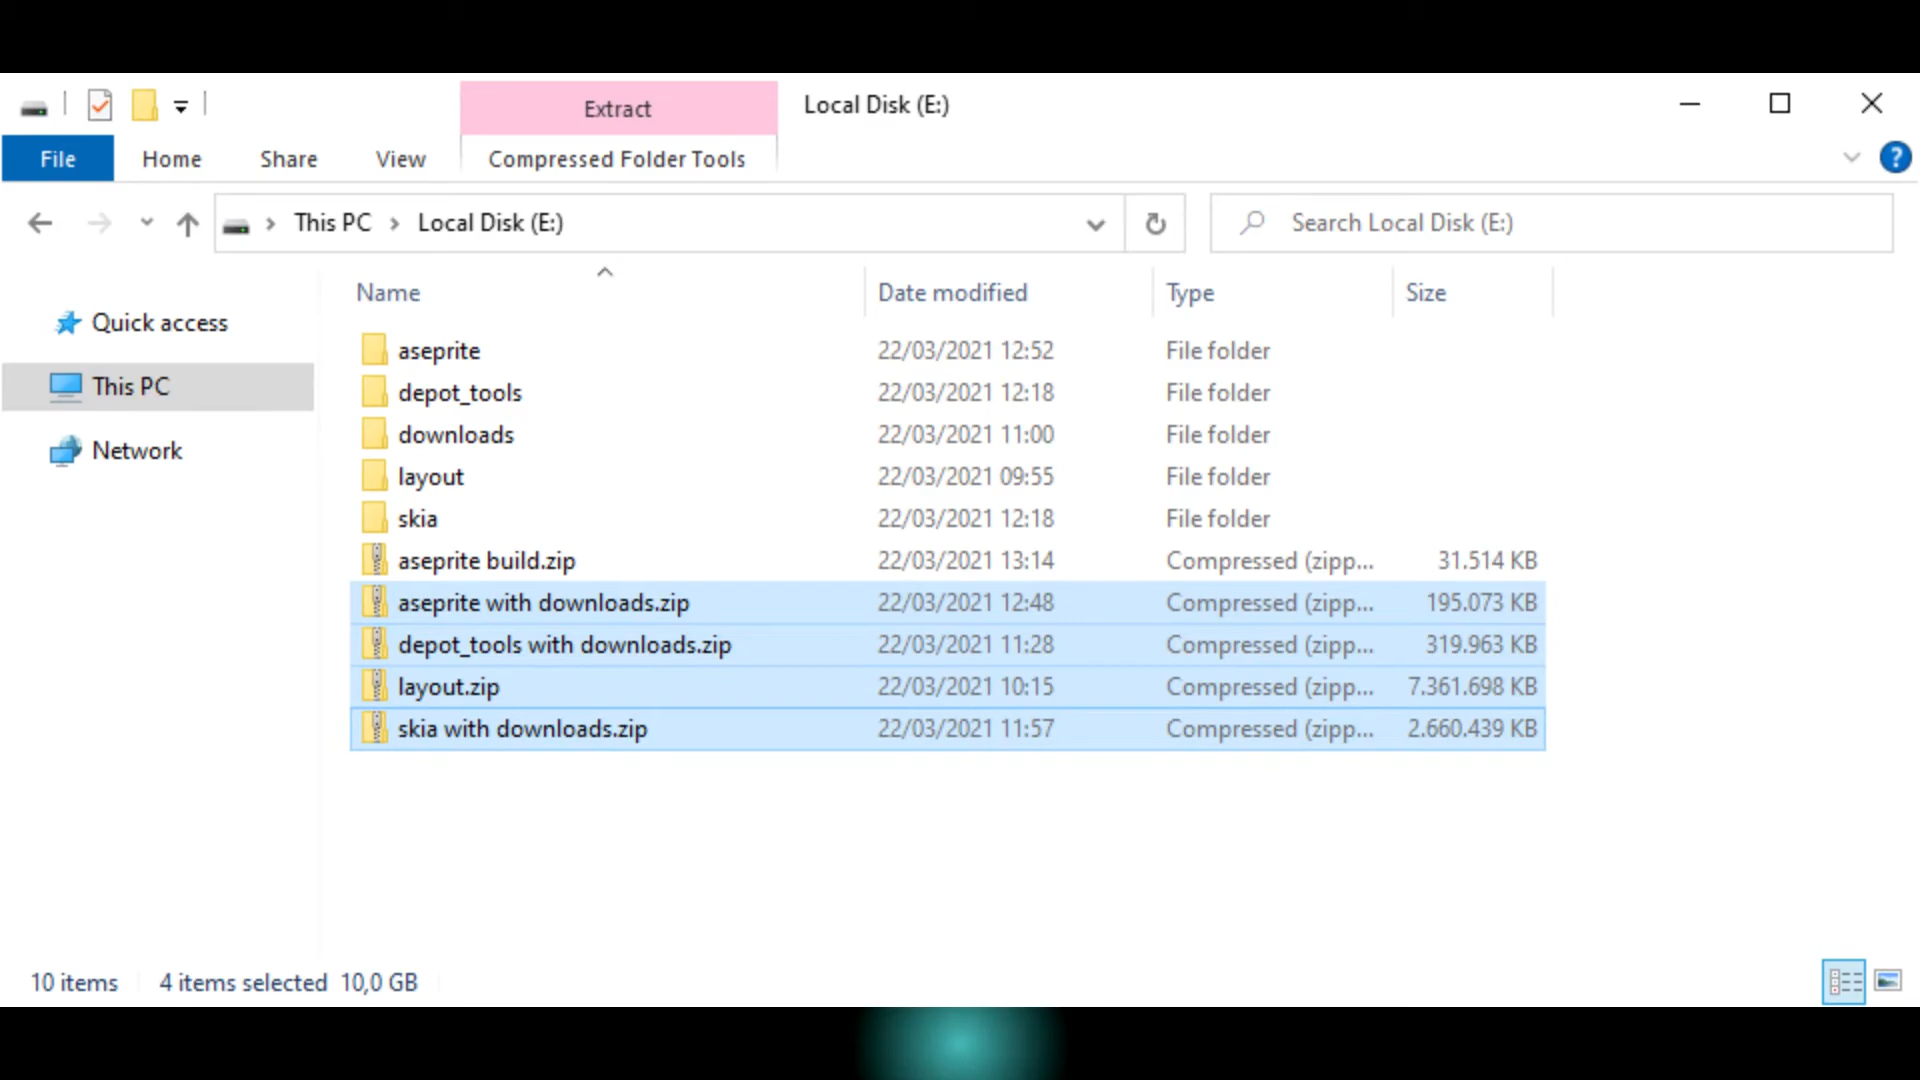 Extract
Local Disk (E:)
File Home Share View Compressed Folder Tools ?
This PC Local Disk (E:) Search Local Disk (E:)
Name Date modified Type Size
Quick access
This PC
Network
aseprite 22/03/2021 12:52 File folder
depot_tools 22/03/2021 12:18 File folder
downloads 22/03/2021 11:00 File folder
layout 22/03/2021 09:55 File folder
skia 22/03/2021 12:18 File folder
aseprite build.zip 22/03/2021 13:14 Compressed (zipp... 31.514 KB
aseprite with downloads.zip 22/03/2021 12:48 Compressed (zipp... 195.073 KB
depot_tools with downloads.zip 22/03/2021 11:28 Compressed (zipp... 319.963 KB
layout.zip 22/03/2021 10:15 Compressed (zipp... 7.361.698 KB
skia with downloads.zip 22/03/2021 11:57 Compressed (zipp... 2.660.439 KB
10 items 4 items selected 10,0 GB